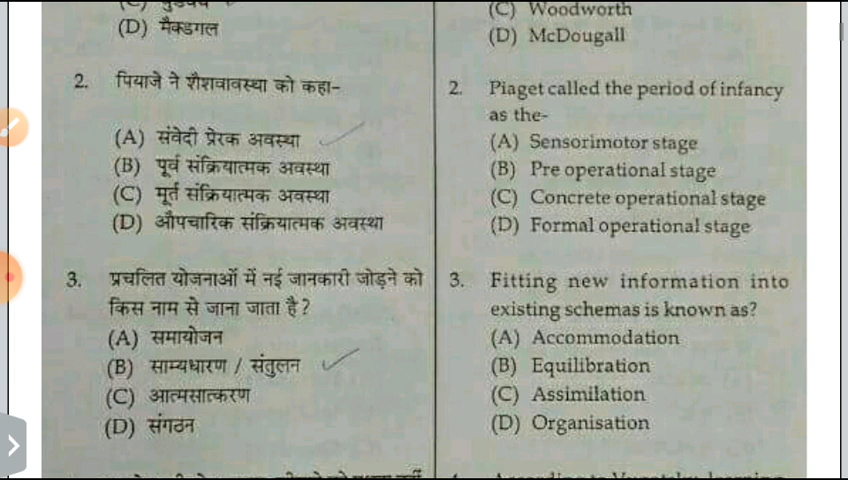 (D) मैक्डगल
2. पियाजे ने शैशवावस्था को कहा-
(A) संवेदी प्रेरक अवस्था
(B) पूर्व संक्रियात्मक अवस्था
(C) मूर्त संक्रियात्मक अवस्था
(D) औपचारिक संक्रियात्मक अवस्था
3. प्रचलित योजनाओं में नई जानकारी जोड़ने को
किस नाम से जाना जाता है?
(A) समायोजन
(B) साम्यधारण / संतुलन
(C) आत्मसात्करण
(D) संगठन
(C) Woodworth
(D) McDougall
2. Piaget called the period of infancy
as the-
(A) Sensorimotor stage
(B) Pre operational stage
(C) Concrete operational stage
(D) Formal operational stage
3. Fitting new information into
existing schemas is known as?
(A) Accommodation
(B) Equilibration
(C) Assimilation
(D) Organisation